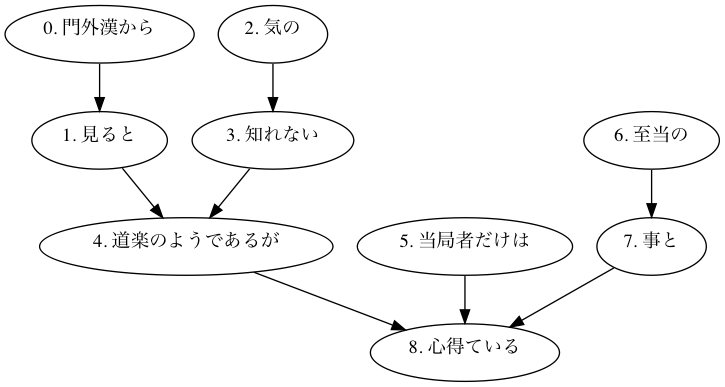 0. 門外漢から
2. 気の
1. 見ると
3. 知れない
6. 至当の
4. 道楽のようであるが
5. 当局者だけは
7. 事と
8. 心得ている